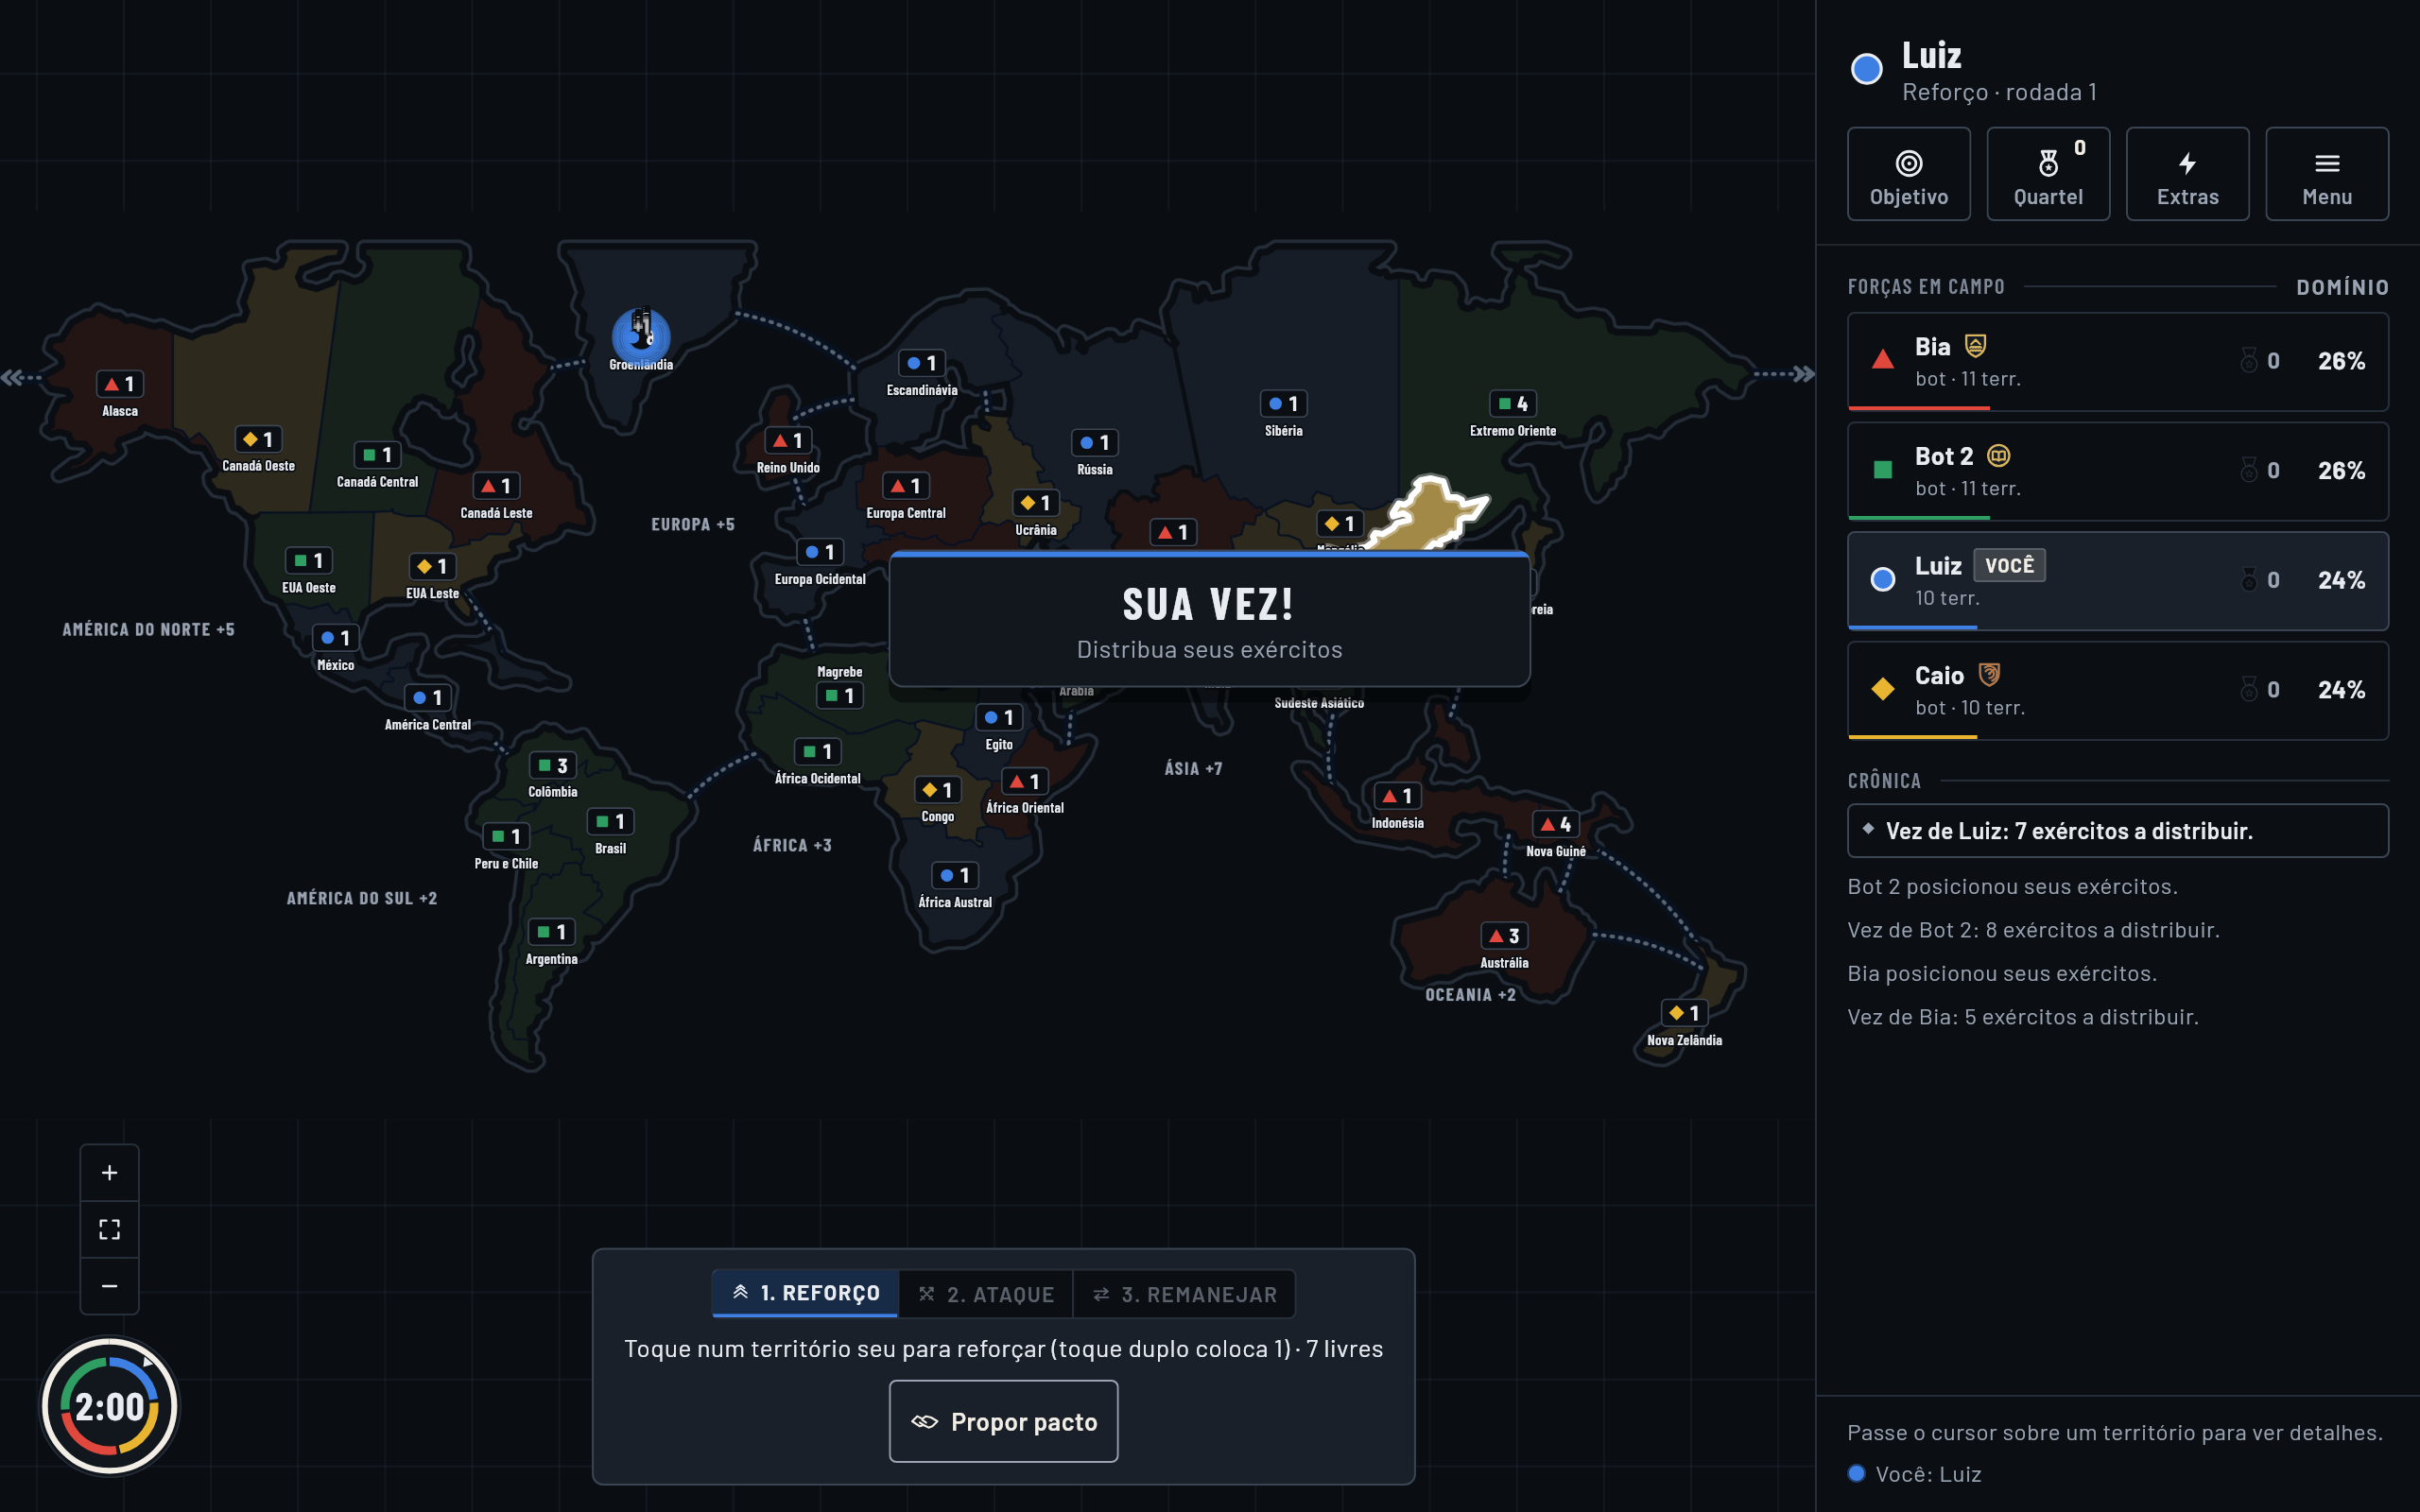 Luiz
Reforço · rodada 1
Objetivo
0
Quartel
Extras
Menu
FORÇAS EM CAMPO
DOMÍNIO
Bia
bot · 11 terr.
0
26%
Bot 2
bot · 11 terr.
0
26%
Luiz VOCÊ
10 terr.
0
24%
Caio
bot · 10 terr.
0
24%
CRÔNICA
Vez de Luiz: 7 exércitos a distribuir.
Bot 2 posicionou seus exércitos.
Vez de Bot 2: 8 exércitos a distribuir.
Bia posicionou seus exércitos.
Vez de Bia: 5 exércitos a distribuir.
Passe o cursor sobre um território para ver detalhes.
Você: Luiz
1
Alasca
1
Canadá Oeste
1
Canadá Central
1
Canadá Leste
Groenlândia
1
EUA Oeste
1
EUA Leste
1
México
1
América Central
AMÉRICA DO NORTE +5
3
Colômbia
1
Peru e Chile
1
Brasil
1
Argentina
AMÉRICA DO SUL +2
1
Escandinávia
1
Reino Unido
1
Europa Central
1
Ucrânia
1
Rússia
1
Europa Ocidental
EUROPA +5
1
Sibéria
4
Extremo Oriente
1
1
Mongólia
Arábia
Sudeste Asiático
ÁSIA +7
Magrebe
1
1
África Ocidental
1
Egito
1
Congo
1
África Oriental
1
África Austral
ÁFRICA +3
1
Indonésia
4
Nova Guiné
3
Austrália
OCEANIA +2
1
Nova Zelândia
SUA VEZ!
Distribua seus exércitos
+
−
2:00
1. REFORÇO
2. ATAQUE
3. REMANEJAR
Toque num território seu para reforçar (toque duplo coloca 1) · 7 livres
Propor pacto